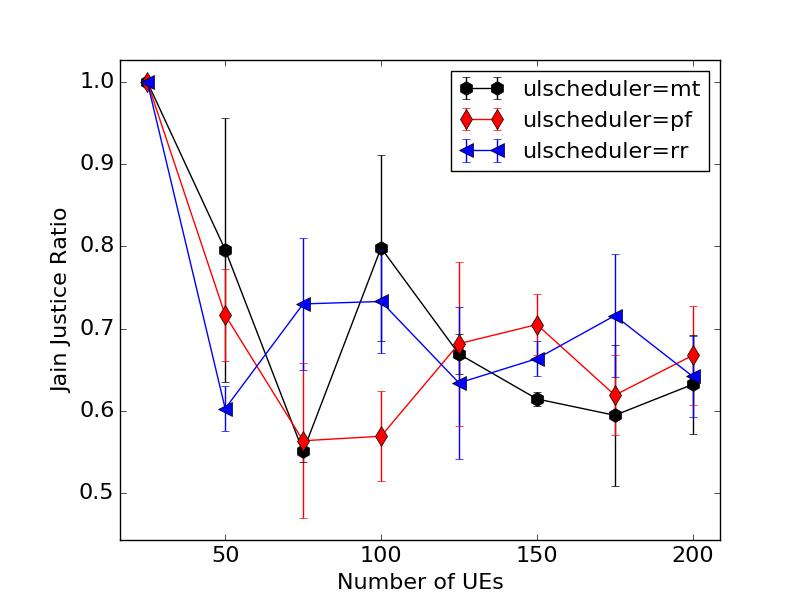 ulscheduler=mt
ulscheduler=pf
ulscheduler=rr
Jain Justice Ratio
1.0
0.9
0.8
0.7
0.6
0.5
50 100 150 200
Number of UEs